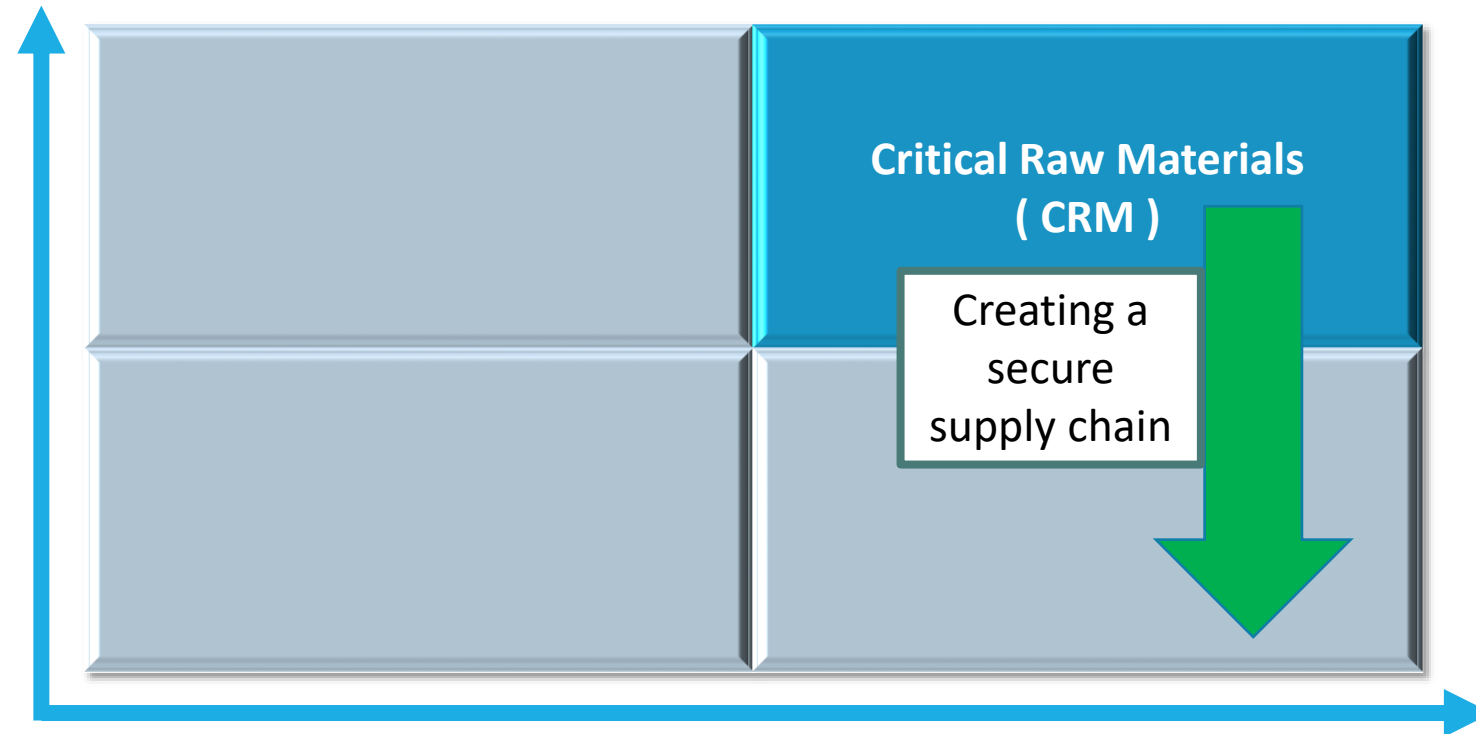 Critical Raw Materials
( CRM )
Creating a
secure
supply chain